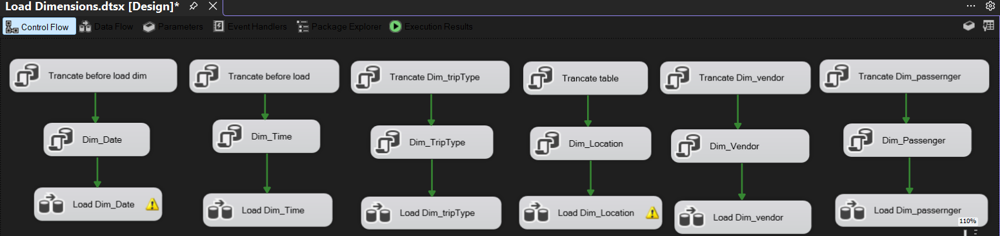 Load Dimensions.dtsx [Design]*
Control Flow Data Flow Parameters Event Handlers Package Explorer Execution Results
Trancate before load dim
Trancate before load
Trancate Dim_tripType
Trancate table
Trancate Dim_vendor
Trancate Dim_passernger
Dim_Date
Dim_Time
Dim_TripType
Dim_Location
Dim_Vendor
Dim_Passenger
Load Dim_Date
Load Dim_Time
Load Dim_tripType
Load Dim_Location
Load Dim_vendor
Load Dim_passernger
110%